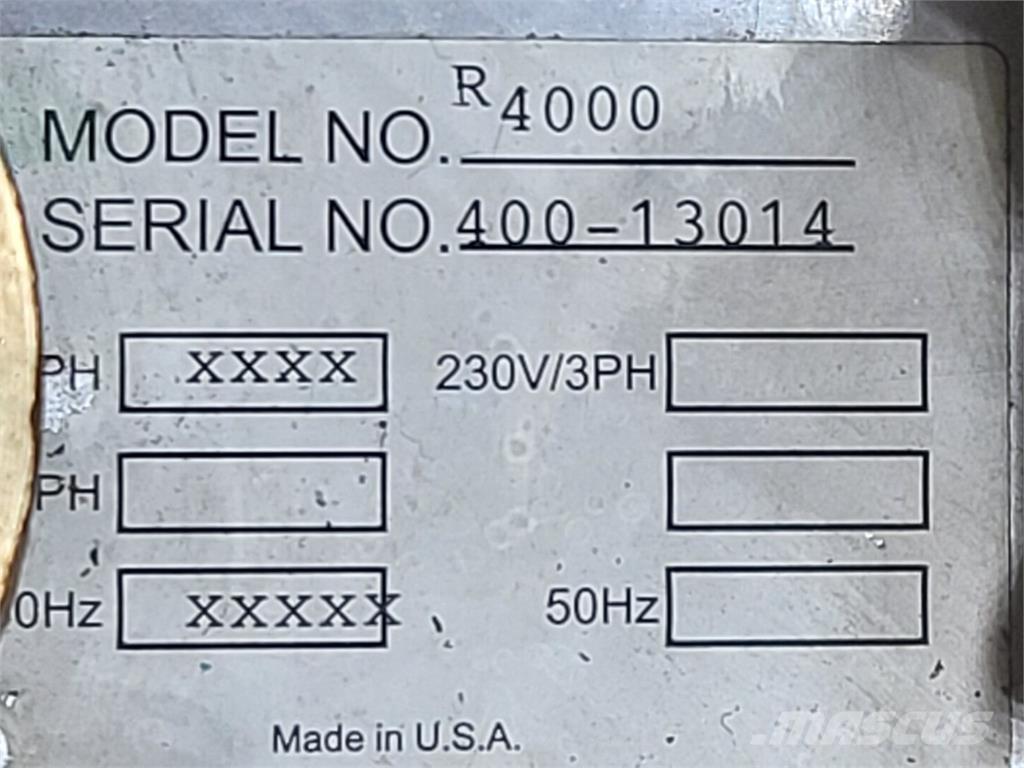 MODEL NO. R4000
SERIAL NO. 400-13014
PH XXXX 230V/3PH
PH
0Hz XXXXX 50Hz
Made in U.S.A.
mascus